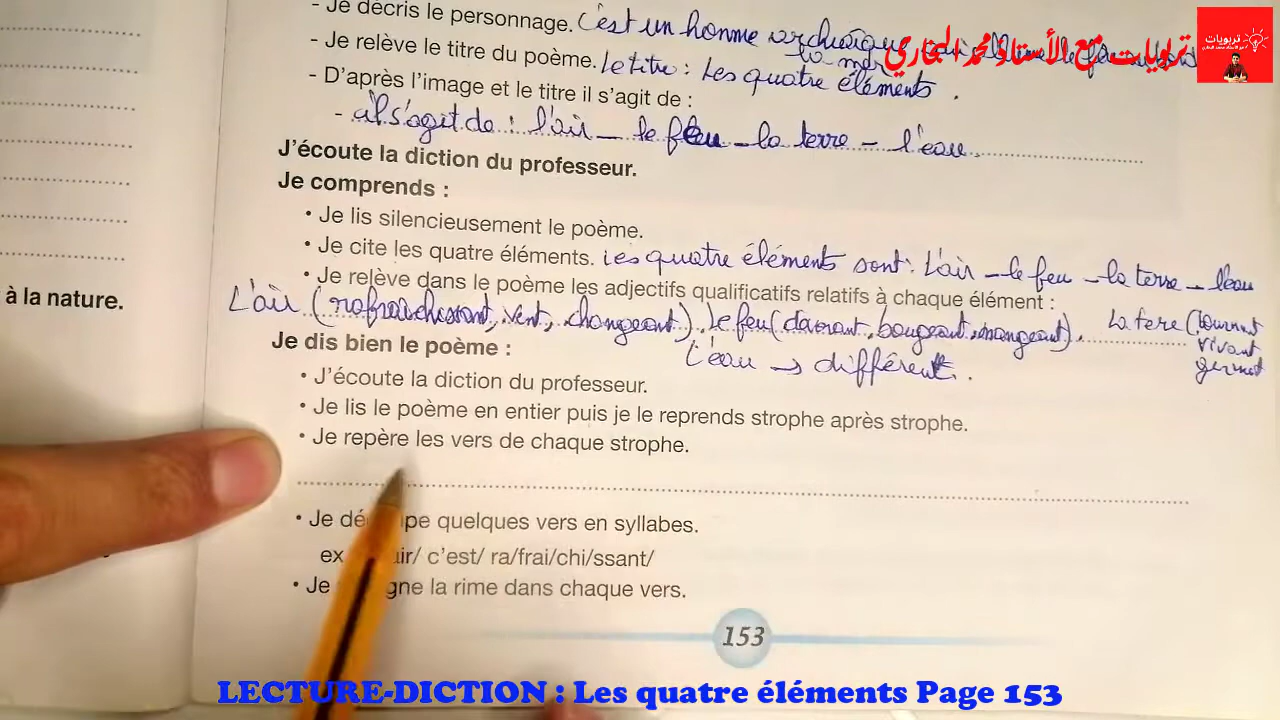 - Je décris le personnage. C'est un homme archaïque
la mer
تربويات مع الأستاذ محمد البخاري
تربويات
- Je relève le titre du poème. Le titre : Les quatre éléments.
- D'après l'image et le titre il s'agit de :
- il s'agit de : l'air - le feu - la terre - l'eau.
J'écoute la diction du professeur.
Je comprends :
• Je lis silencieusement le poème.
• Je cite les quatre éléments. Les quatre éléments sont : L'air - le feu - la terre - l'eau
à la nature.
• Je relève dans le poème les adjectifs qualificatifs relatifs à chaque élément :
L'air (rafraîchissant, vent, changeant). Le feu (davrant, bougeant, mangeant). La tere (tournant
vivant
germent
Je dis bien le poème : L'eau → différent.
• J'écoute la diction du professeur.
• Je lis le poème en entier puis je le reprends strophe après strophe.
• Je repère les vers de chaque strophe.
• Je dé pe quelques vers en syllabes.
ex ir/ c'est/ ra/frai/chi/ssant/
• Je gne la rime dans chaque vers.
153
LECTURE-DICTION : Les quatre éléments Page 153